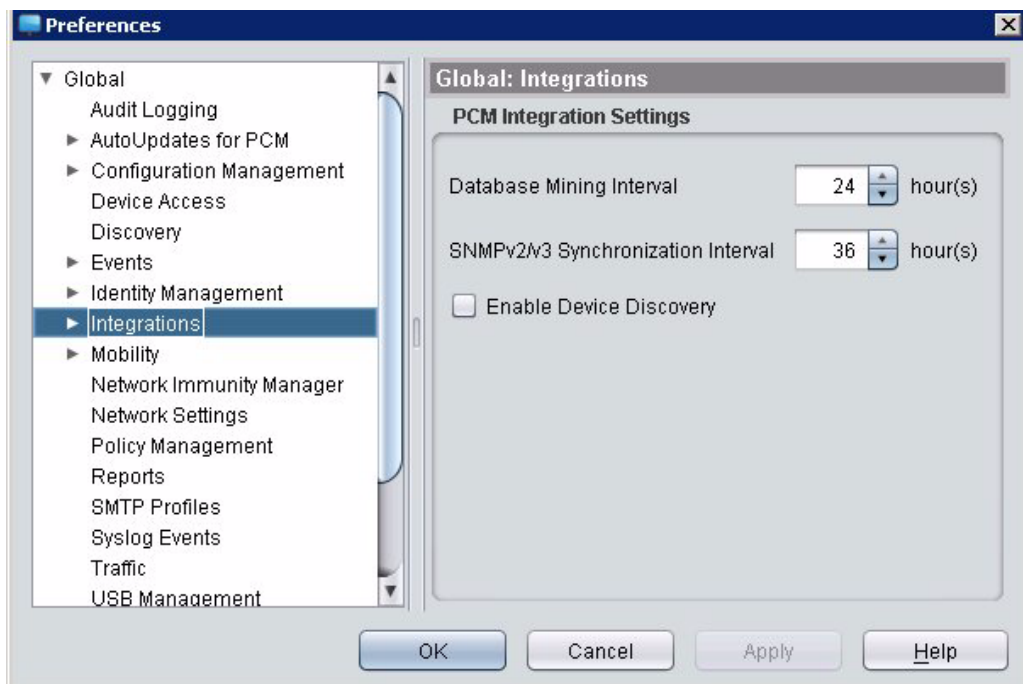 Preferences
Global
Audit Logging
AutoUpdates for PCM
Configuration Management
Device Access
Discovery
Events
Identity Management
Integrations
Mobility
Network Immunity Manager
Network Settings
Policy Management
Reports
SMTP Profiles
Syslog Events
Traffic
USB Management
Global: Integrations
PCM Integration Settings
Database Mining Interval 24 hour(s)
SNMPv2/v3 Synchronization Interval 36 hour(s)
Enable Device Discovery
OK Cancel Apply Help